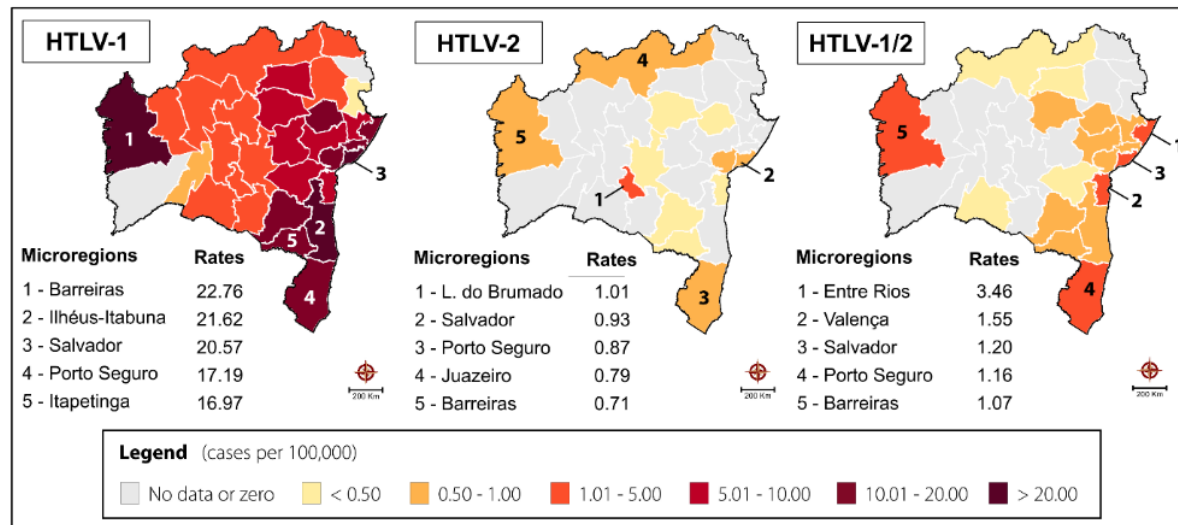 HTLV-1
1
2
3
4
5
Microregions Rates
1 - Barreiras 22.76
2 - Ilhéus-Itabuna 21.62
3 - Salvador 20.57
4 - Porto Seguro 17.19
5 - Itapetinga 16.97
200 Km
HTLV-2
4
5
2
1
3
Microregions Rates
1 - L. do Brumado 1.01
2 - Salvador 0.93
3 - Porto Seguro 0.87
4 - Juazeiro 0.79
5 - Barreiras 0.71
200 Km
HTLV-1/2
5
1
3
2
4
Microregions Rates
1 - Entre Rios 3.46
2 - Valença 1.55
3 - Salvador 1.20
4 - Porto Seguro 1.16
5 - Barreiras 1.07
200 Km
Legend (cases per 100,000)
No data or zero < 0.50 0.50 - 1.00 1.01 - 5.00 5.01 - 10.00 10.01 - 20.00 > 20.00